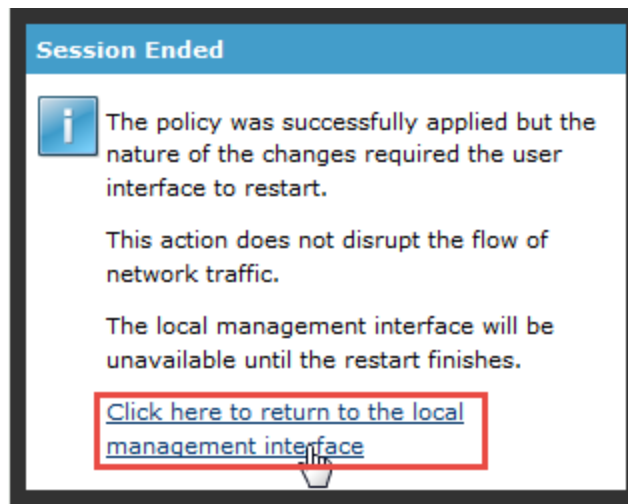 Session Ended
The policy was successfully applied but the
nature of the changes required the user
interface to restart.
This action does not disrupt the flow of
network traffic.
The local management interface will be
unavailable until the restart finishes.
Click here to return to the local
management interface